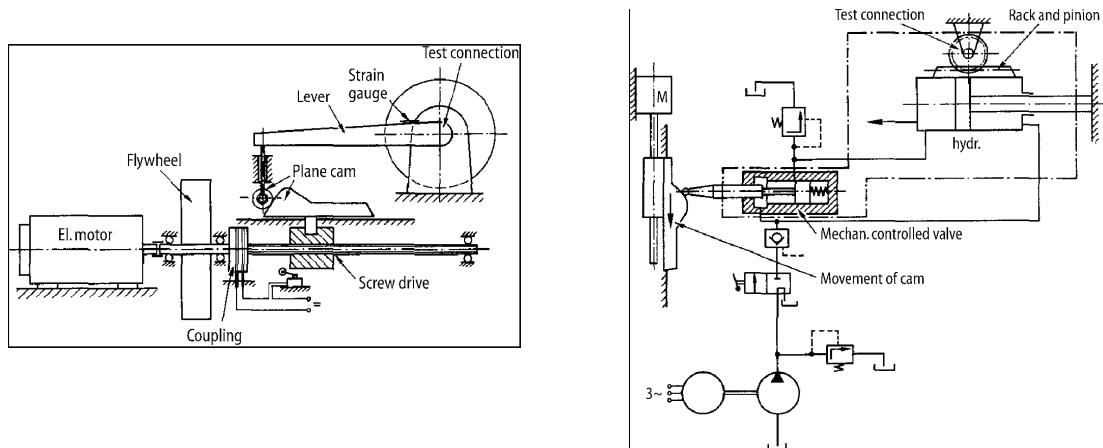 Test connection
Strain
gauge
Lever
Flywheel
Plane cam
El. motor
Screw drive
=
Coupling
Test connection
Rack and pinion
M
hydr.
Mechan. controlled valve
Movement of cam
3~